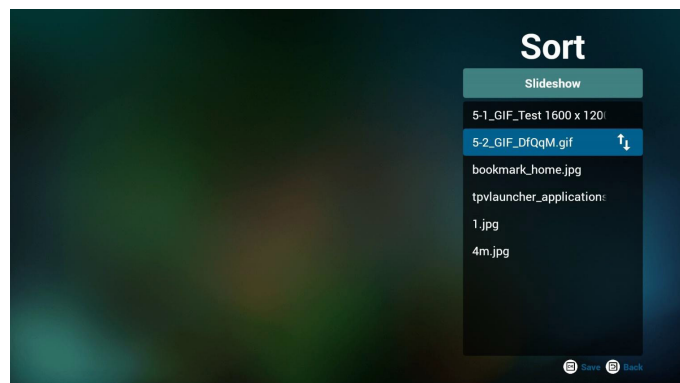 Sort
Slideshow
5-1_GIF_Test 1600 x 120
5-2_GIF_DfQqM.gif
bookmark_home.jpg
tpvlauncher_applications
1.jpg
4m.jpg
Save Back